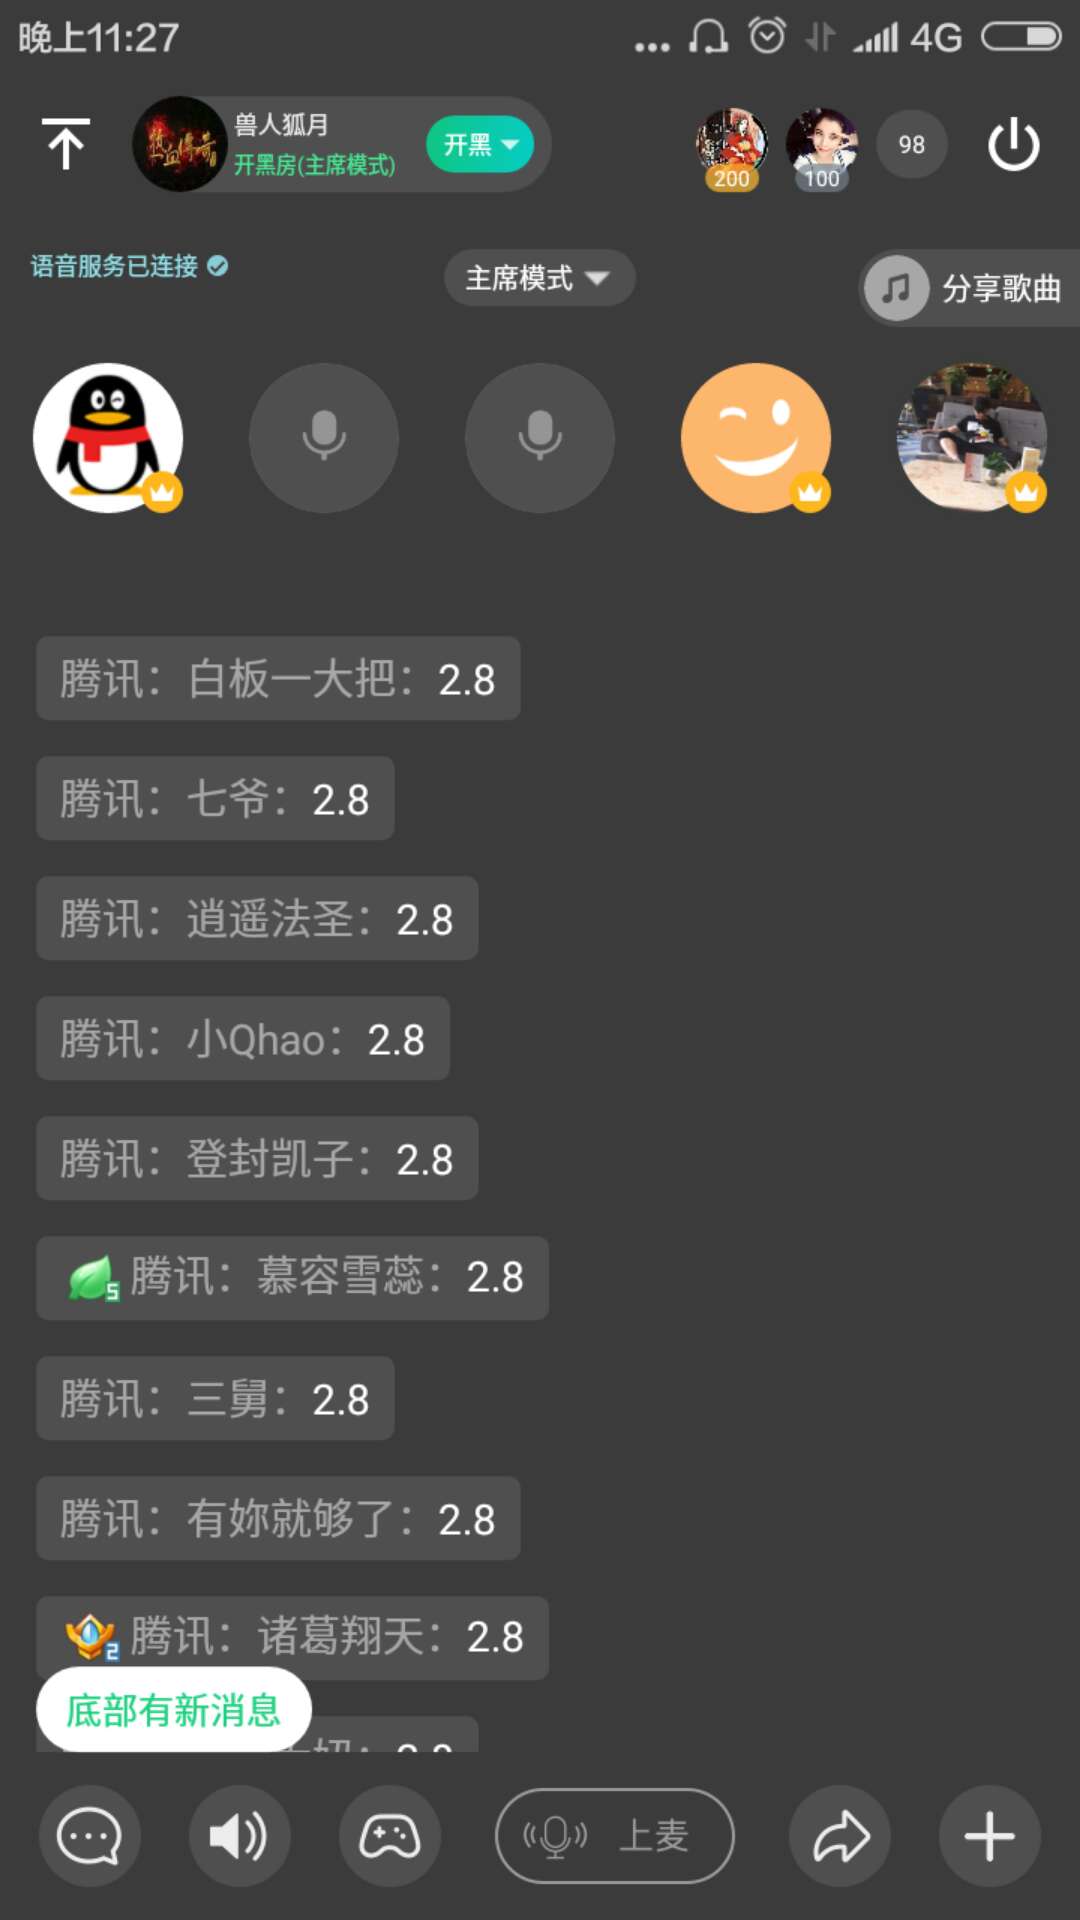 晚上11:27
4G
热血传奇
兽人狐月
开黑房(主席模式)
开黑
200
100
98
语音服务已连接
主席模式
分享歌曲
腾讯：白板一大把：2.8
腾讯：七爷：2.8
腾讯：逍遥法圣：2.8
腾讯：小Qhao：2.8
腾讯：登封凯子：2.8
5 腾讯：慕容雪蕊：2.8
腾讯：三舅：2.8
腾讯：有妳就够了：2.8
2 腾讯：诸葛翔天：2.8
底部有新消息
上麦